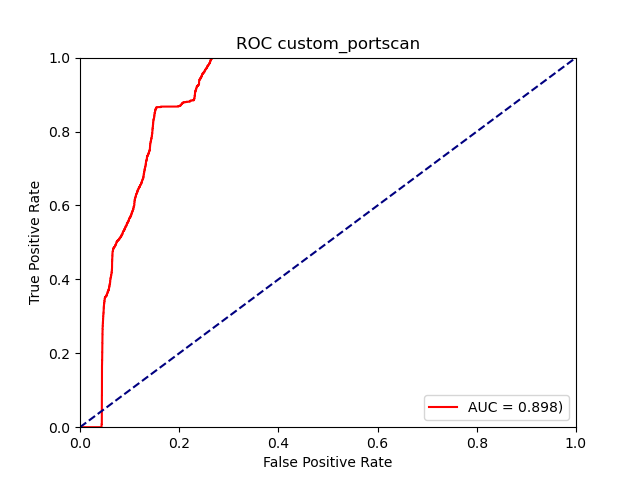 ROC custom_portscan
True Positive Rate
1.0
0.8
0.6
0.4
0.2
0.0
0.0 0.2 0.4 0.6 0.8 1.0
False Positive Rate
AUC = 0.898)